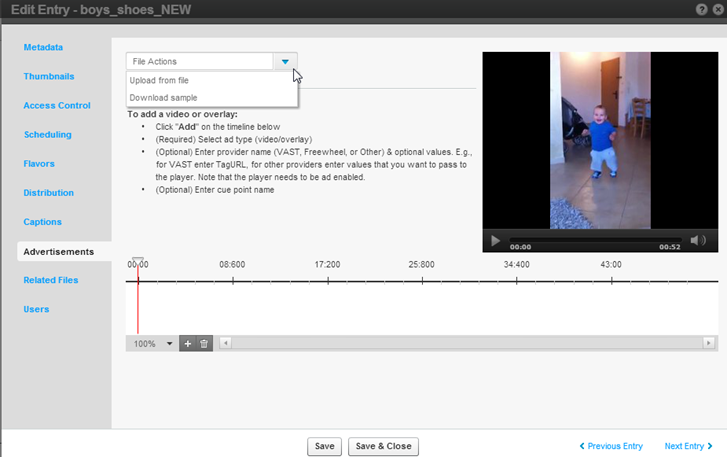 Edit Entry - boys_shoes_NEW
Metadata
Thumbnails
Access Control
Scheduling
Flavors
Distribution
Captions
Advertisements
Related Files
Users
File Actions
Upload from file
Download sample
To add a video or overlay:
• Click "Add" on the timeline below
• (Required) Select ad type (video/overlay)
• (Optional) Enter provider name (VAST, Freewheel, or Other) & optional values. E.g.,
for VAST enter TagURL, for other providers enter values that you want to pass to
the player. Note that the player needs to be ad enabled.
• (Optional) Enter cue point name
00:00 00:52
00:00 08:600 17:200 25:800 34:400 43:00
100%
Save Save & Close Previous Entry Next Entry